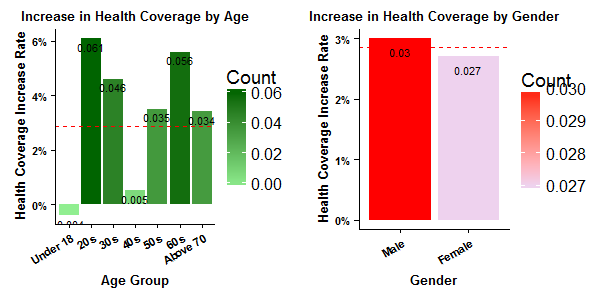 Increase in Health Coverage by Age
Health Coverage Increase Rate
6%
4%
2%
0%
0.061
0.046
0.005
0.035
0.056
0.034
Under 18
20s
30s
40s
50s
60s
Above 70
Age Group
Count
0.06
0.04
0.02
0.00
Increase in Health Coverage by Gender
Health Coverage Increase Rate
3%
2%
1%
0%
0.03
0.027
Male
Female
Gender
Count
0.030
0.029
0.028
0.027